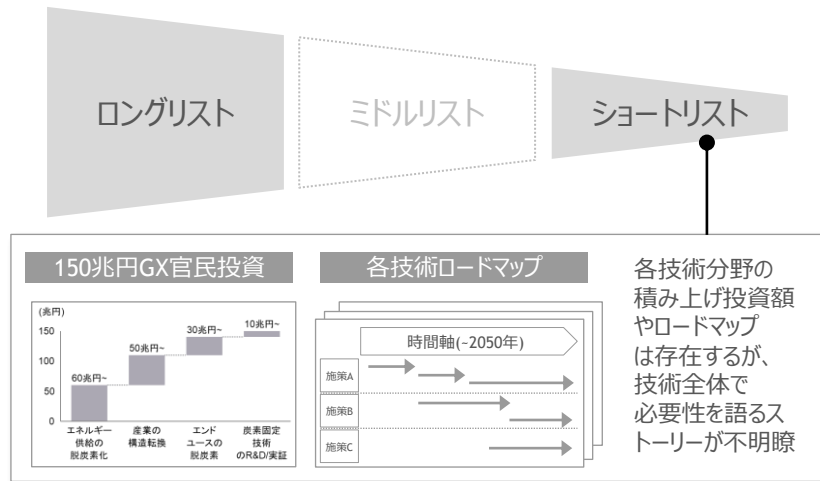 ロングリスト
ミドルリスト
ショートリスト
150兆円GX官民投資
(兆円)
150
100
50
0
60兆円~
50兆円~
30兆円~
10兆円~
エネルギー
供給の
脱炭素化
産業の
構造転換
エンド
ユースの
脱炭素
炭素固定
技術
のR&D/実証
各技術ロードマップ
時間軸(~2050年)
施策A
施策B
施策C
各技術分野の
積み上げ投資額
やロードマップ
は存在するが、
技術全体で
必要性を語るス
トーリーが不明瞭